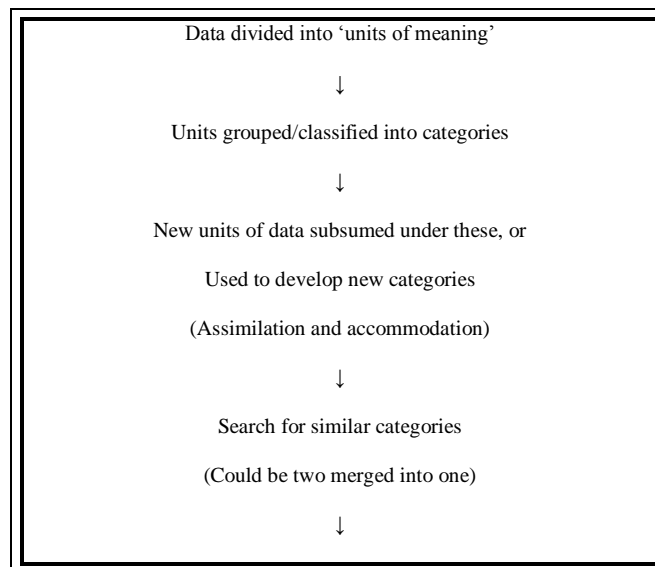 Data divided into ‘units of meaning’
↓
Units grouped/classified into categories
↓
New units of data subsumed under these, or
Used to develop new categories
(Assimilation and accommodation)
↓
Search for similar categories
(Could be two merged into one)
↓